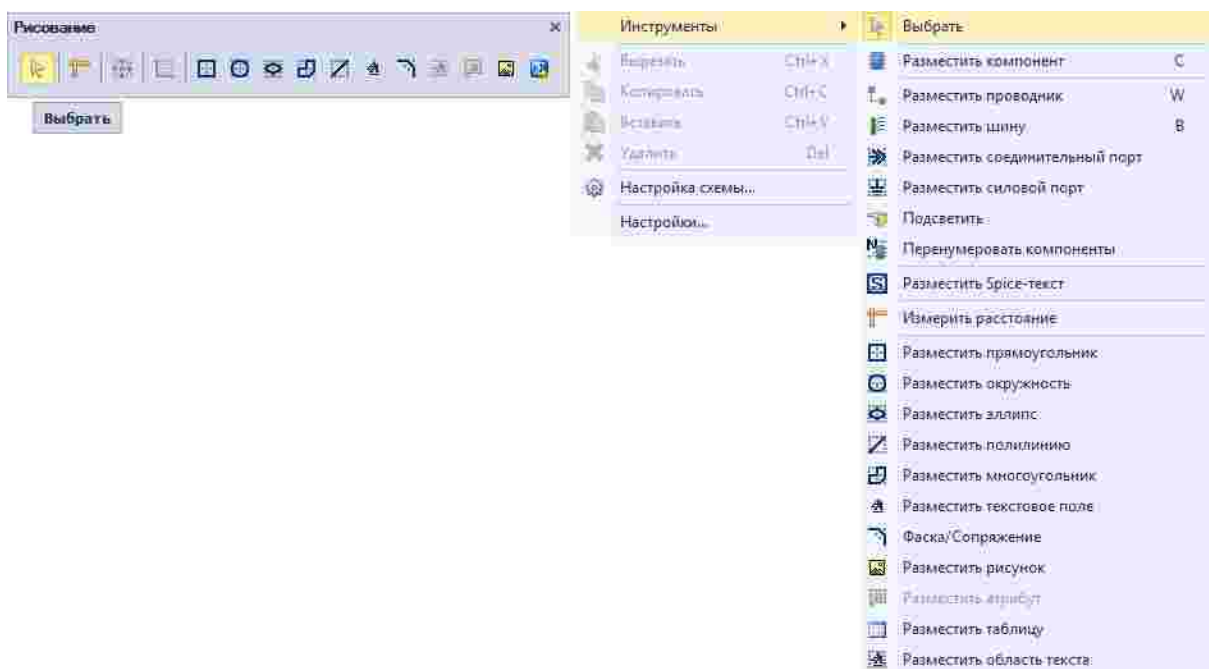 Рисование
Выбрать
Инструменты
Вырезать Ctrl+X
Копировать Ctrl+C
Вставить Ctrl+V
Удалить Del
Настройка схемы...
Настройки...
Выбрать
Разместить компонент C
Разместить проводник W
Разместить шину B
Разместить соединительный порт
Разместить силовой порт
Подсветить
Перенумеровать компоненты
Разместить Spice-текст
Измерить расстояние
Разместить прямоугольник
Разместить окружность
Разместить эллипс
Разместить полилинию
Разместить многоугольник
Разместить текстовое поле
Фаска/Сопряжение
Разместить рисунок
Разместить атрибут
Разместить таблицу
Разместить область текста